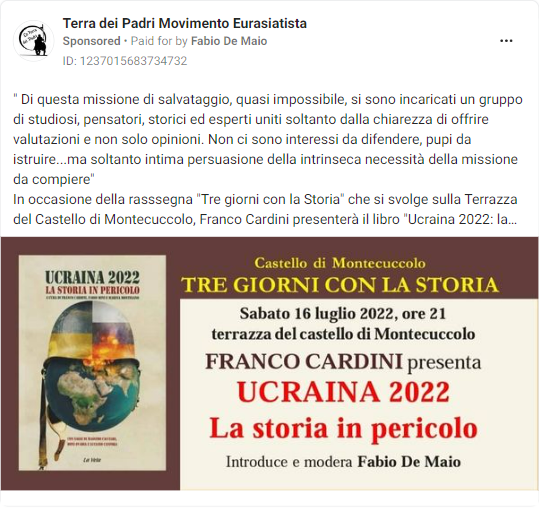 Terra dei Padri Movimento Eurasiatista
Sponsored • Paid for by Fabio De Maio
ID: 1237015683734732
" Di questa missione di salvataggio, quasi impossibile, si sono incaricati un gruppo
di studiosi, pensatori, storici ed esperti uniti soltanto dalla chiarezza di offrire
valutazioni e non solo opinioni. Non ci sono interessi da difendere, pupi da
istruire...ma soltanto intima persuasione della intrinseca necessità della missione
da compiere"
In occasione della rasssegna "Tre giorni con la Storia" che si svolge sulla Terrazza
del Castello di Montecuccolo, Franco Cardini presenterà il libro "Ucraina 2022: la...
UCRAINA 2022
LA STORIA IN PERICOLO
La Vela
Castello di Montecuccolo
TRE GIORNI CON LA STORIA
Sabato 16 luglio 2022, ore 21
terrazza del castello di Montecuccolo
FRANCO CARDINI presenta
UCRAINA 2022
La storia in pericolo
Introduce e modera Fabio De Maio